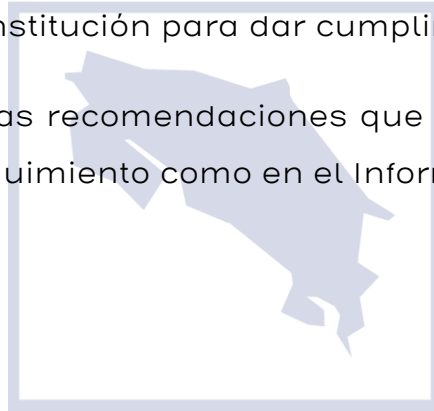 nstitución para dar cumpli
as recomendaciones que
uimiento como en el Infor